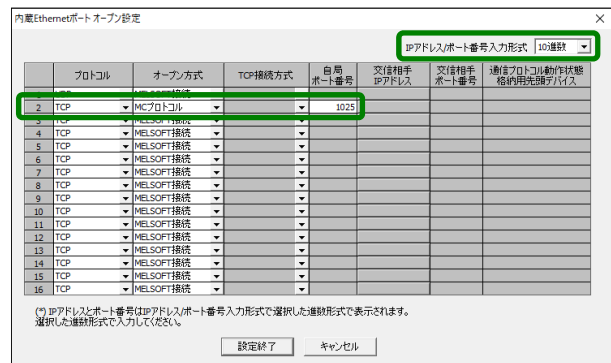 内蔵Ethernetポート オープン設定
IPアドレス/ポート番号入力形式 10進数
プロトコル オープン方式 TCP接続方式 自局ポート番号 交信相手IPアドレス 交信相手ポート番号 通信プロトコル動作状態格納用先頭デバイス
2 TCP MCプロトコル 1025
3 TCP MELSOFT接続
4 TCP MELSOFT接続
5 TCP MELSOFT接続
6 TCP MELSOFT接続
7 TCP MELSOFT接続
8 TCP MELSOFT接続
9 TCP MELSOFT接続
10 TCP MELSOFT接続
11 TCP MELSOFT接続
12 TCP MELSOFT接続
13 TCP MELSOFT接続
14 TCP MELSOFT接続
15 TCP MELSOFT接続
16 TCP MELSOFT接続
(*) IPアドレスとポート番号はIPアドレス/ポート番号入力形式で選択した進数形式で表示されます。
選択した進数形式で入力してください。
設定終了 キャンセル